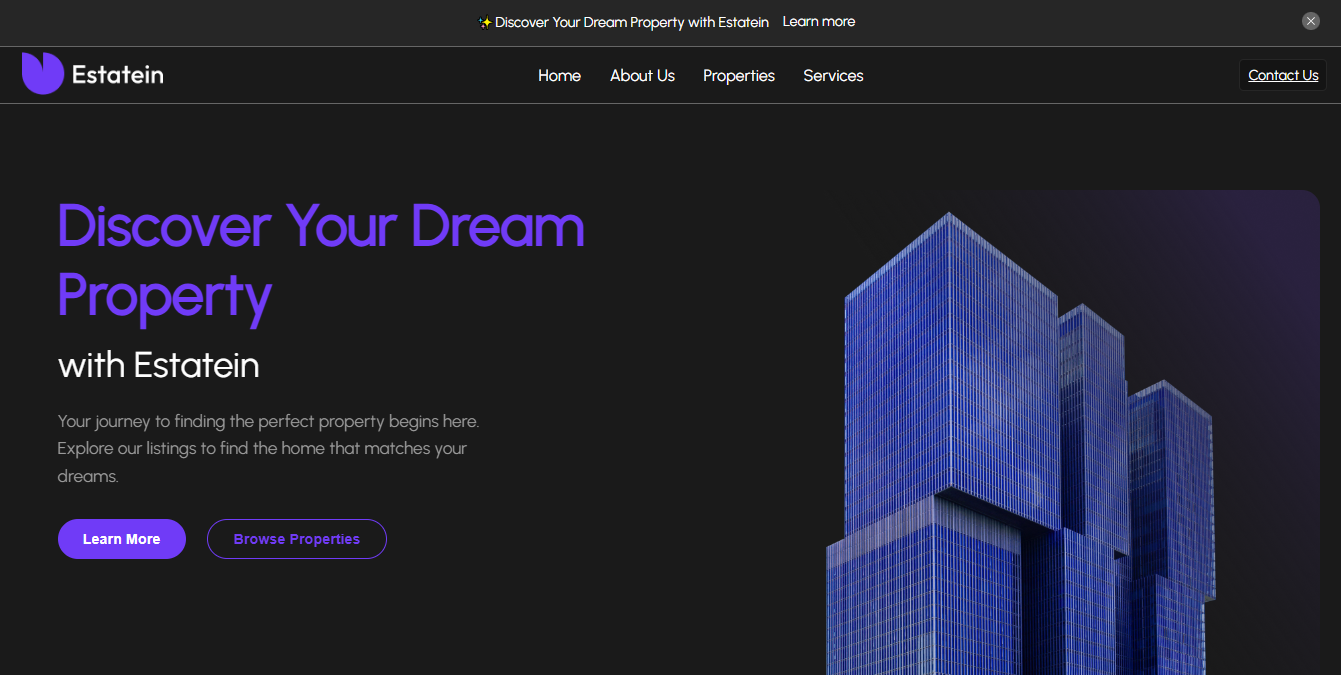 ✨ Discover Your Dream Property with Estatein Learn more
Estatein
Home About Us Properties Services
Contact Us
Discover Your Dream
Property
with Estatein
Your journey to finding the perfect property begins here.
Explore our listings to find the home that matches your
dreams.
Learn More
Browse Properties